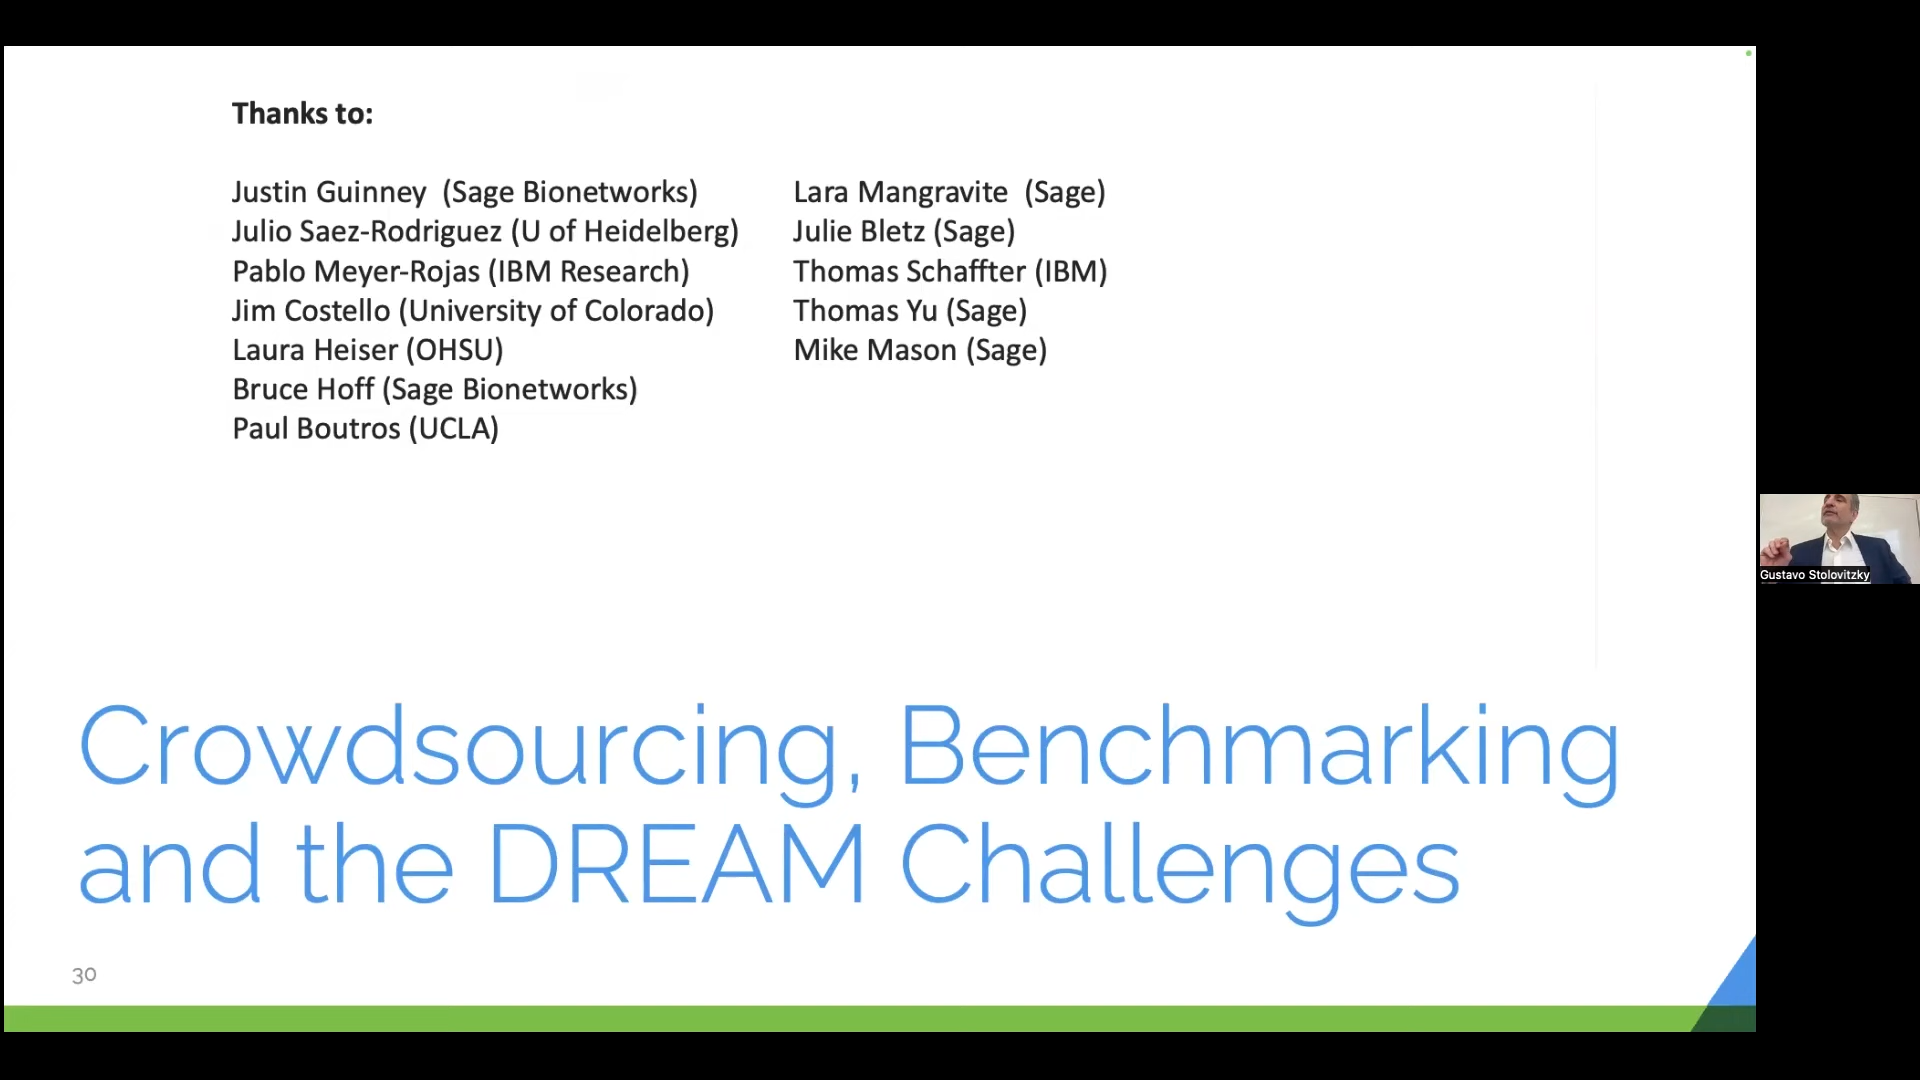 Thanks to:
Justin Guinney (Sage Bionetworks)
Julio Saez-Rodriguez (U of Heidelberg)
Pablo Meyer-Rojas (IBM Research)
Jim Costello (University of Colorado)
Laura Heiser (OHSU)
Bruce Hoff (Sage Bionetworks)
Paul Boutros (UCLA)
Lara Mangravite (Sage)
Julie Bletz (Sage)
Thomas Schaffter (IBM)
Thomas Yu (Sage)
Mike Mason (Sage)
Crowdsourcing, Benchmarking
and the DREAM Challenges
30
Gustavo Stolovitzky